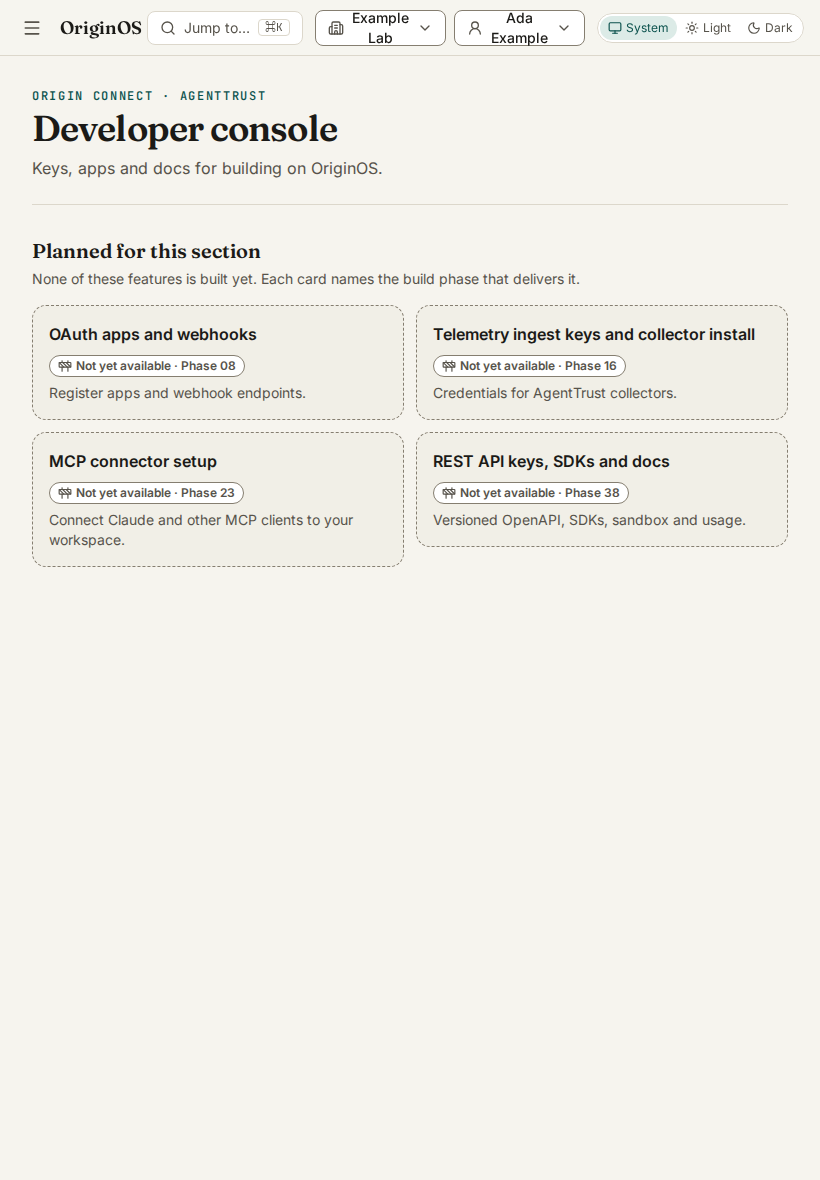 OriginOS
Jump to...
⌘K
Example
Lab
Ada
Example
System
Light
Dark
ORIGIN CONNECT · AGENTTRUST
Developer console
Keys, apps and docs for building on OriginOS.
Planned for this section
None of these features is built yet. Each card names the build phase that delivers it.
OAuth apps and webhooks
Not yet available · Phase 08
Register apps and webhook endpoints.
Telemetry ingest keys and collector install
Not yet available · Phase 16
Credentials for AgentTrust collectors.
MCP connector setup
Not yet available · Phase 23
Connect Claude and other MCP clients to your
workspace.
REST API keys, SDKs and docs
Not yet available · Phase 38
Versioned OpenAPI, SDKs, sandbox and usage.